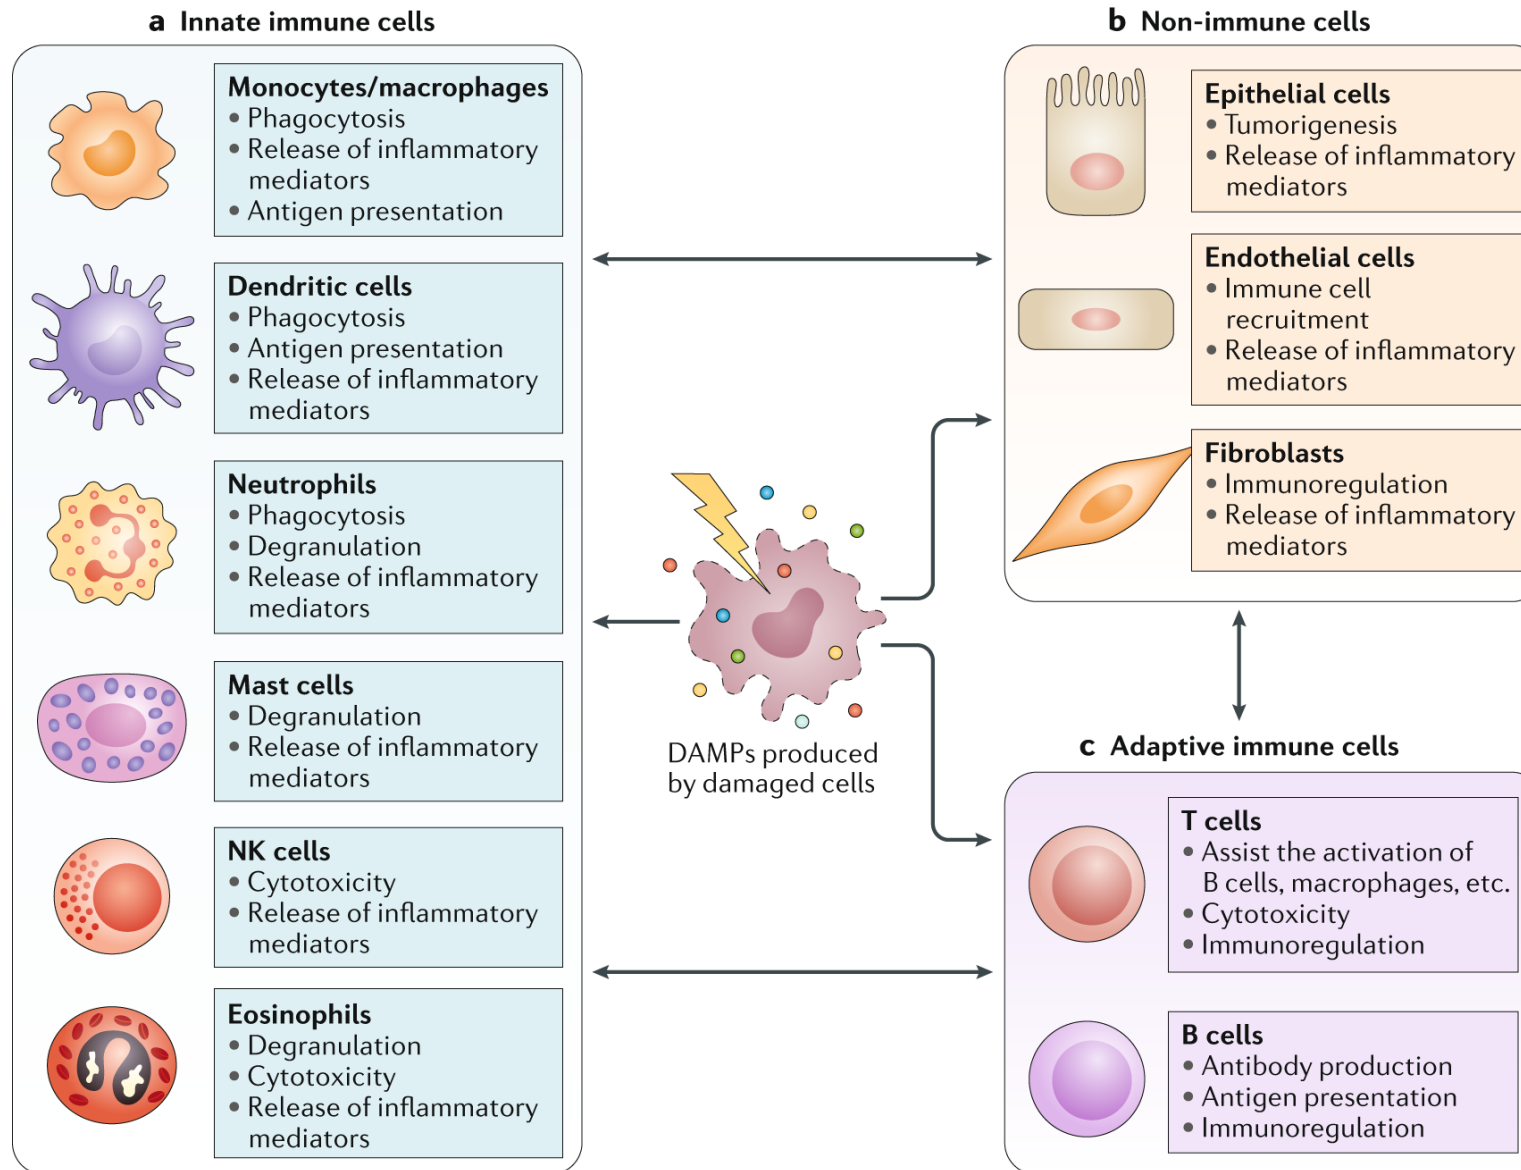 a Innate immune cells
Monocytes/macrophages
• Phagocytosis
• Release of inflammatory
mediators
• Antigen presentation
Dendritic cells
• Phagocytosis
• Antigen presentation
• Release of inflammatory
mediators
Neutrophils
• Phagocytosis
• Degranulation
• Release of inflammatory
mediators
Mast cells
• Degranulation
• Release of inflammatory
mediators
NK cells
• Cytotoxicity
• Release of inflammatory
mediators
Eosinophils
• Degranulation
• Cytotoxicity
• Release of inflammatory
mediators
DAMPs produced
by damaged cells
b Non-immune cells
Epithelial cells
• Tumorigenesis
• Release of inflammatory
mediators
Endothelial cells
• Immune cell
recruitment
• Release of inflammatory
mediators
Fibroblasts
• Immunoregulation
• Release of inflammatory
mediators
c Adaptive immune cells
T cells
• Assist the activation of
B cells, macrophages, etc.
• Cytotoxicity
• Immunoregulation
B cells
• Antibody production
• Antigen presentation
• Immunoregulation